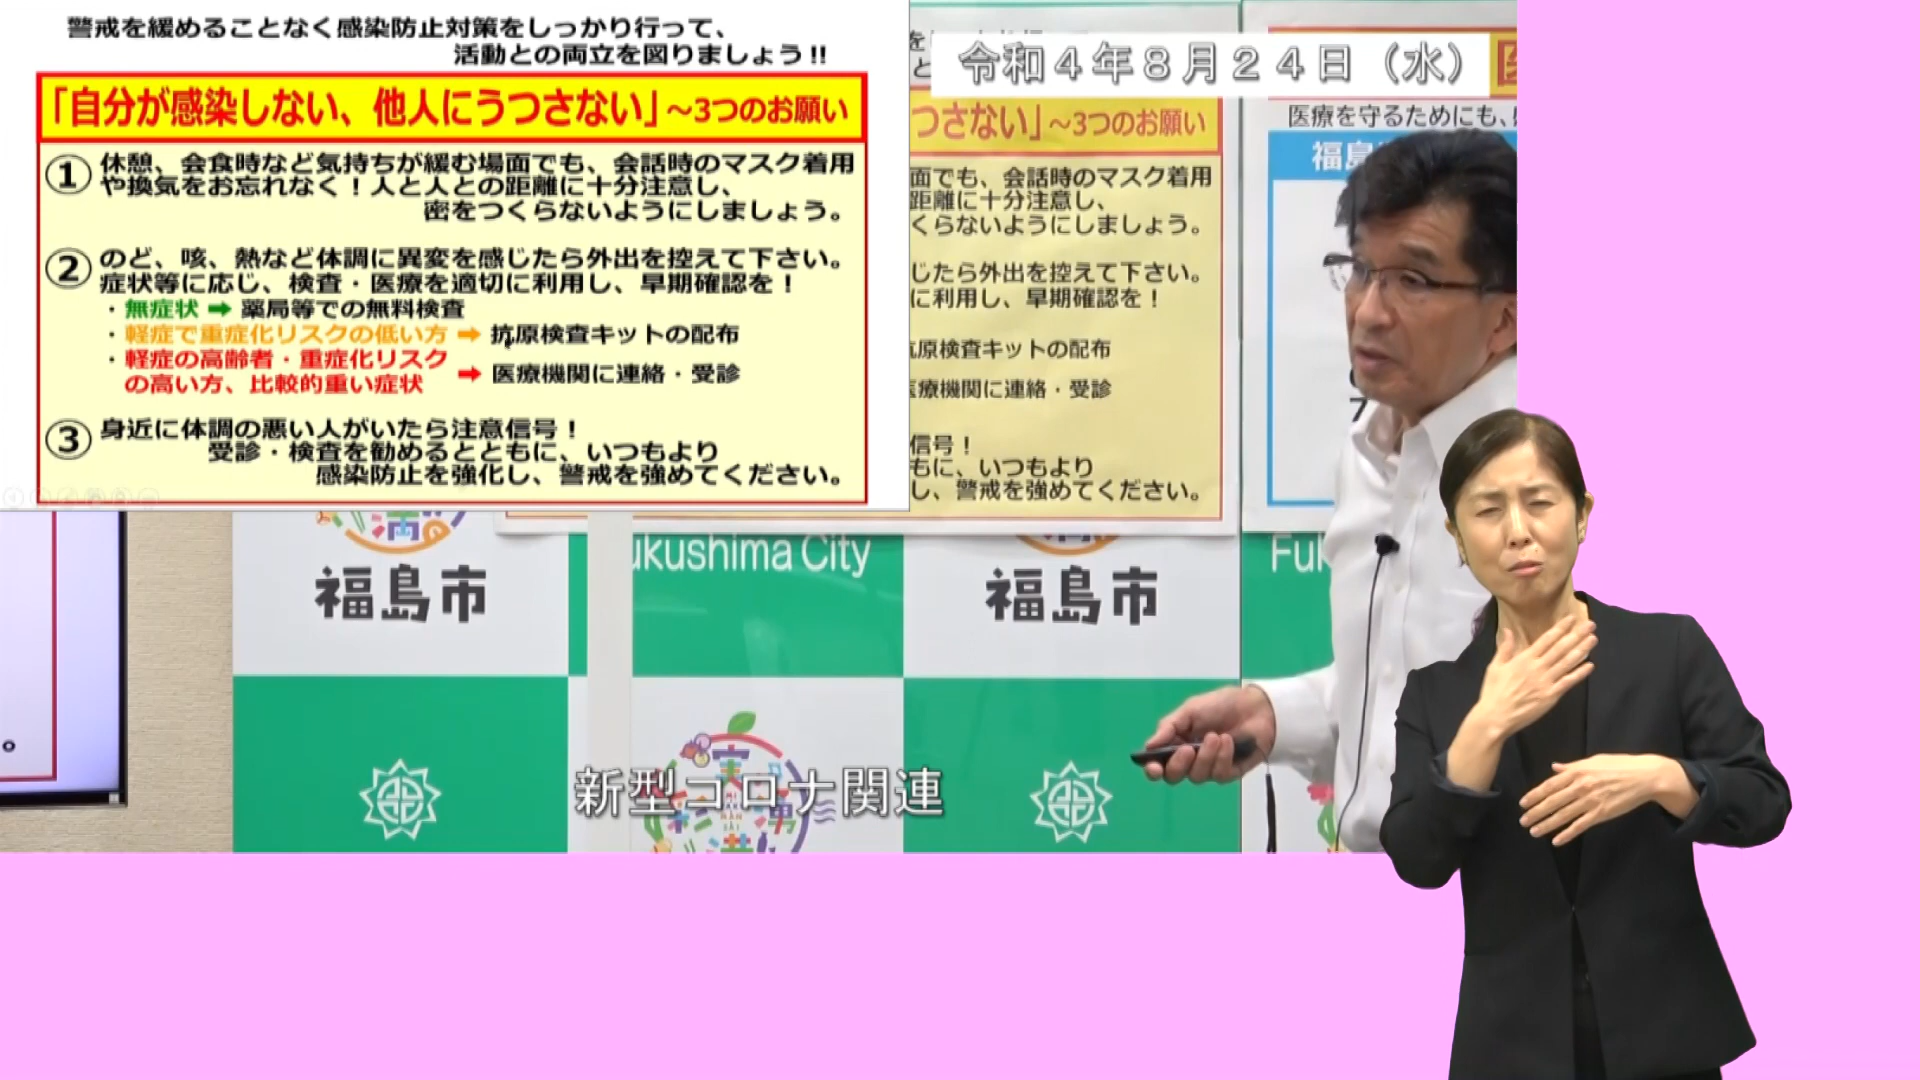 警戒を緩めることなく感染防止対策をしっかり行って、
活動との両立を図りましょう!!
「自分が感染しない、他人にうつさない」～3つのお願い
① 休憩、会食時など気持ちが緩む場面でも、会話時のマスク着用
や換気をお忘れなく！人と人との距離に十分注意し、
密をつくらないようにしましょう。
② のど、咳、熱など体調に異変を感じたら外出を控えて下さい。
症状等に応じ、検査・医療を適切に利用し、早期確認を！
・無症状 ➡ 薬局等での無料検査
・軽症で重症化リスクの低い方 ➡ 抗原検査キットの配布
・軽症の高齢者・重症化リスク
の高い方、比較的重い症状 ➡ 医療機関に連絡・受診
③ 身近に体調の悪い人がいたら注意信号！
受診・検査を勧めるとともに、いつもより
感染防止を強化し、警戒を強めてください。
令和４年８月２４日（水）
つさない」～3つのお願い
面でも、会話時のマスク着用
距離に十分注意し、
くらないようにしましょう。
じたら外出を控えて下さい。
に利用し、早期確認を！
原検査キットの配布
療機関に連絡・受診
信号！
もに、いつもより
し、警戒を強めてください。
医療を守るためにも、
福島
満の
ukushima City
Fuk
福島市
福島市
。
実
新型コロナ関連